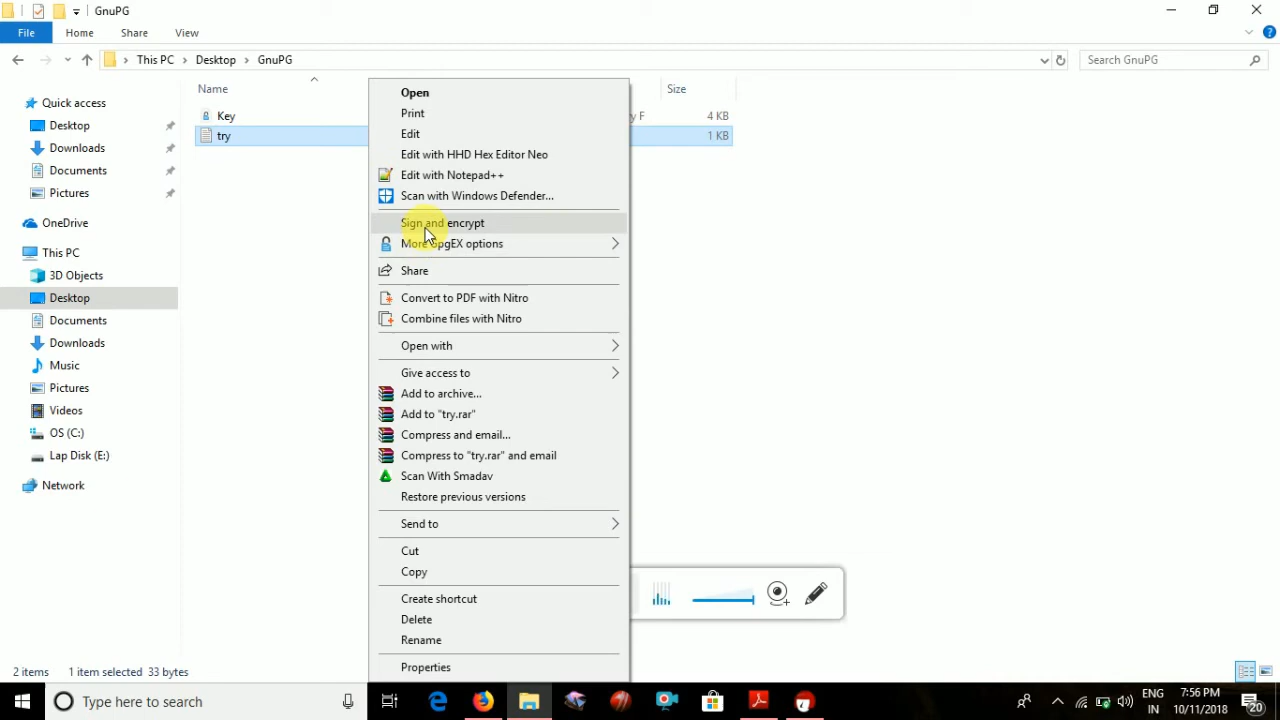 GnuPG
File
Home
Share
View
This PC
Desktop
GnuPG
Search GnuPG
Name
Size
Quick access
Desktop
Downloads
Documents
Pictures
OneDrive
This PC
3D Objects
Desktop
Documents
Downloads
Music
Pictures
Videos
OS (C:)
Lap Disk (E:)
Network
Key
y F
4 KB
try
1 KB
Open
Print
Edit
Edit with HHD Hex Editor Neo
Edit with Notepad++
Scan with Windows Defender...
Sign and encrypt
More GpgEX options
Share
Convert to PDF with Nitro
Combine files with Nitro
Open with
Give access to
Add to archive...
Add to "try.rar"
Compress and email...
Compress to "try.rar" and email
Scan With Smadav
Restore previous versions
Send to
Cut
Copy
Create shortcut
Delete
Rename
Properties
2 items
1 item selected 33 bytes
Type here to search
ENG
IN
7:56 PM
10/11/2018
20